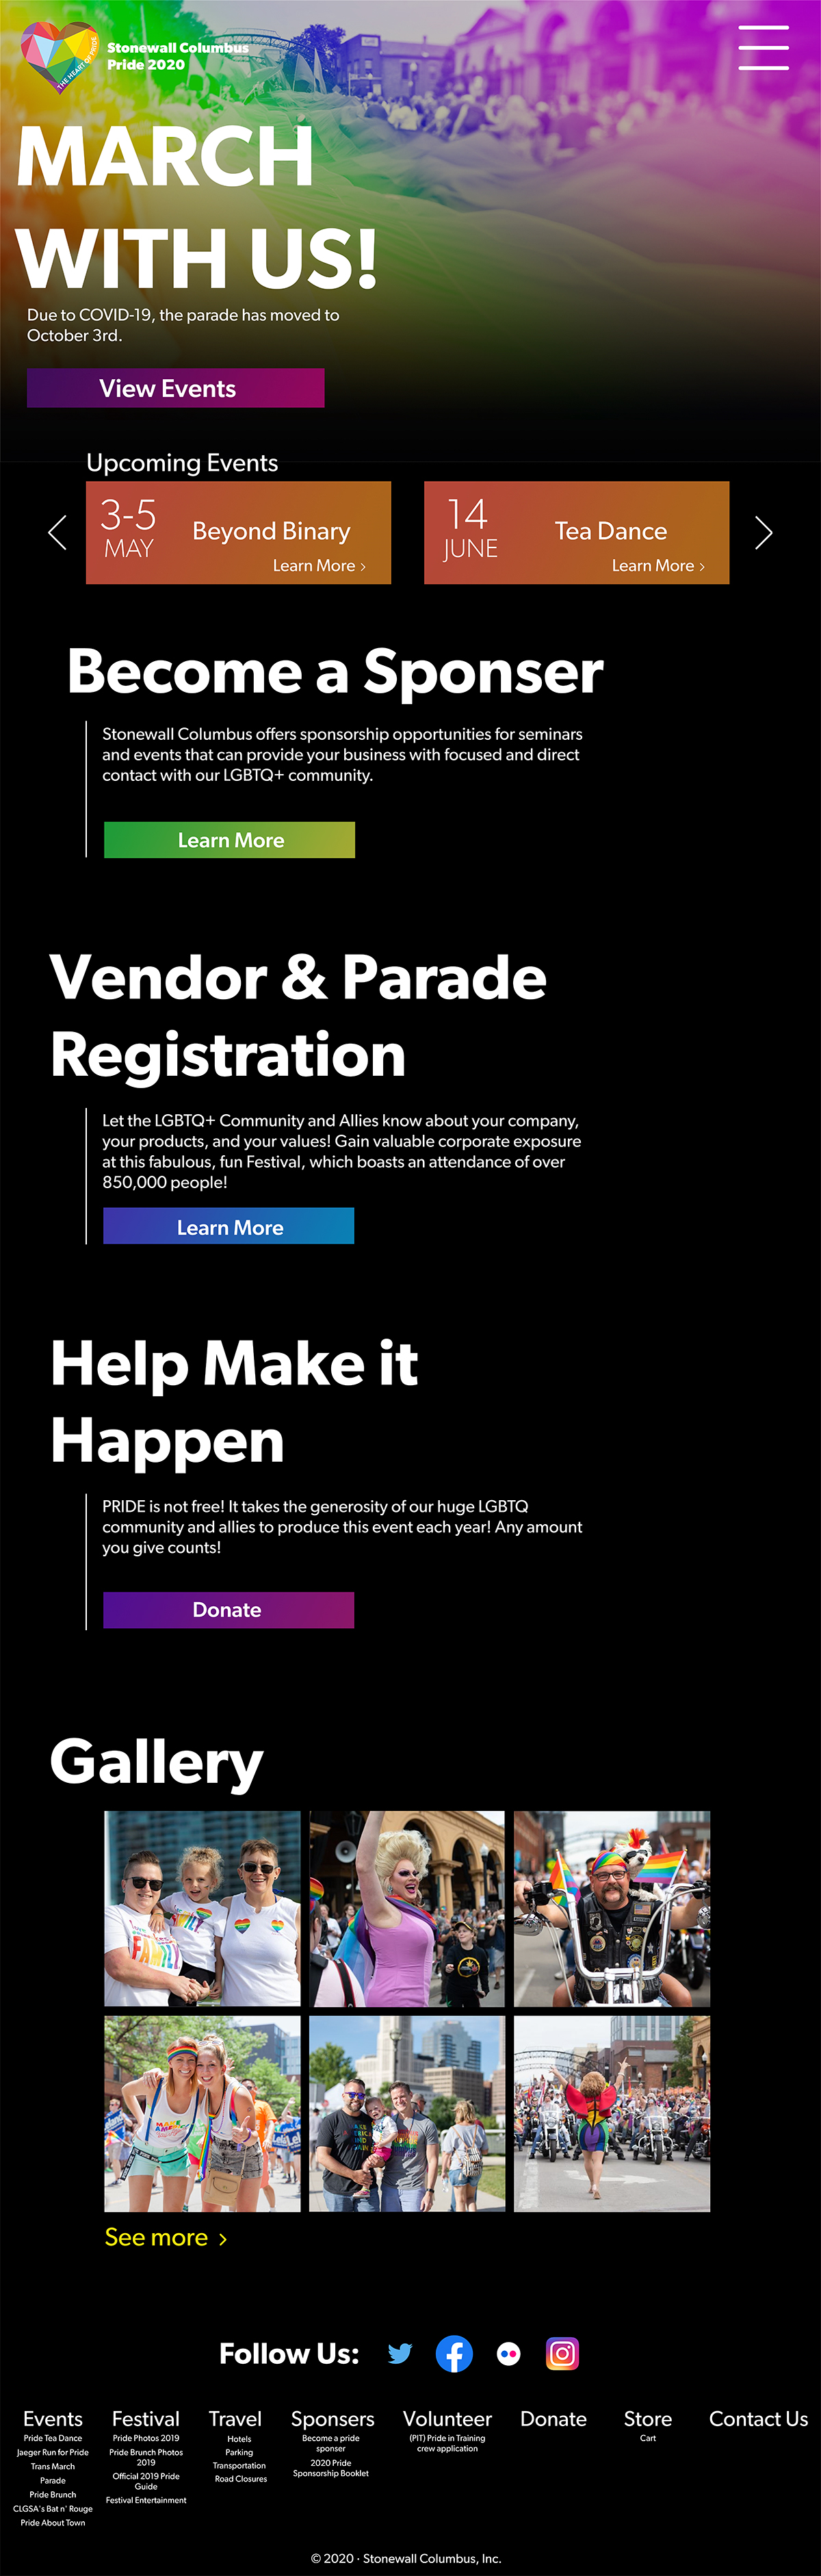 THE HEART OF PRIDE
Stonewall Columbus
Pride 2020
MARCH
WITH US!
Due to COVID-19, the parade has moved to
October 3rd.
View Events
Upcoming Events
3-5
MAY
Beyond Binary
Learn More >
14
JUNE
Tea Dance
Learn More >
Become a Sponser
Stonewall Columbus offers sponsorship opportunities for seminars
and events that can provide your business with focused and direct
contact with our LGBTQ+ community.
Learn More
Vendor & Parade
Registration
Let the LGBTQ+ Community and Allies know about your company,
your products, and your values! Gain valuable corporate exposure
at this fabulous, fun Festival, which boasts an attendance of over
850,000 people!
Learn More
Help Make it
Happen
PRIDE is not free! It takes the generosity of our huge LGBTQ
community and allies to produce this event each year! Any amount
you give counts!
Donate
Gallery
FAMILY
See more >
Follow Us:
Events
Pride Tea Dance
Jaeger Run for Pride
Trans March
Parade
Pride Brunch
CLGSA's Bat n' Rouge
Pride About Town
Festival
Pride Photos 2019
Pride Brunch Photos
2019
Official 2019 Pride
Guide
Festival Entertainment
Travel
Hotels
Parking
Transportation
Road Closures
Sponsers
Become a pride
sponser
2020 Pride
Sponsorship Booklet
Volunteer
(PIT) Pride in Training
crew application
Donate
Store
Cart
Contact Us
© 2020 · Stonewall Columbus, Inc.